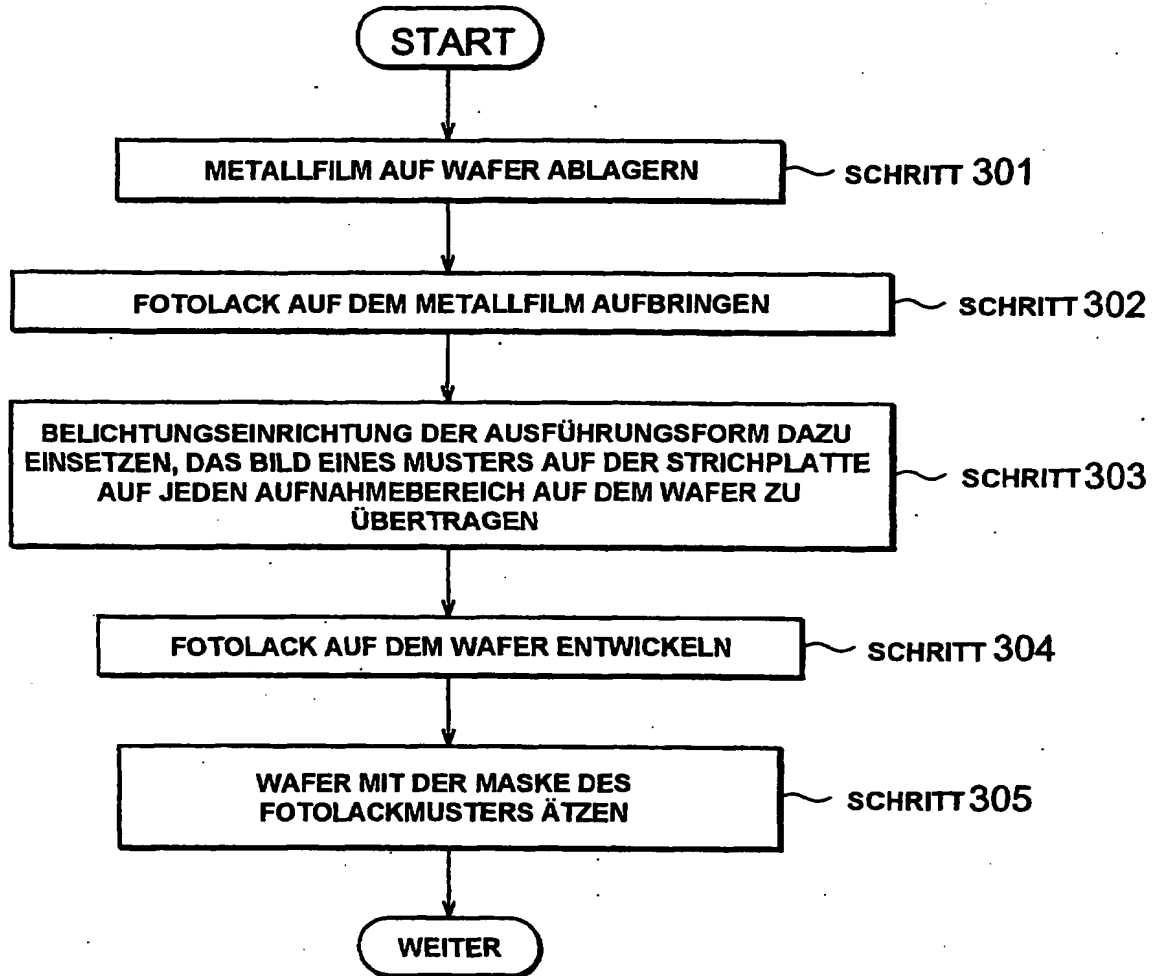 START
METALLFILM AUF WAFER ABLAGERN
SCHRITT 301
FOTOLACK AUF DEM METALLFILM AUFBRINGEN
SCHRITT 302
BELICHTUNGSEINRICHTUNG DER AUSFÜHRUNGSFORM DAZU
EINSETZEN, DAS BILD EINES MUSTERS AUF DER STRICHPLATTE
AUF JEDEN AUFNAHMEBEREICH AUF DEM WAFER ZU
ÜBERTRAGEN
SCHRITT 303
FOTOLACK AUF DEM WAFER ENTWICKELN
SCHRITT 304
WAFER MIT DER MASKE DES
FOTOLACKMUSTERS ÄTZEN
SCHRITT 305
WEITER